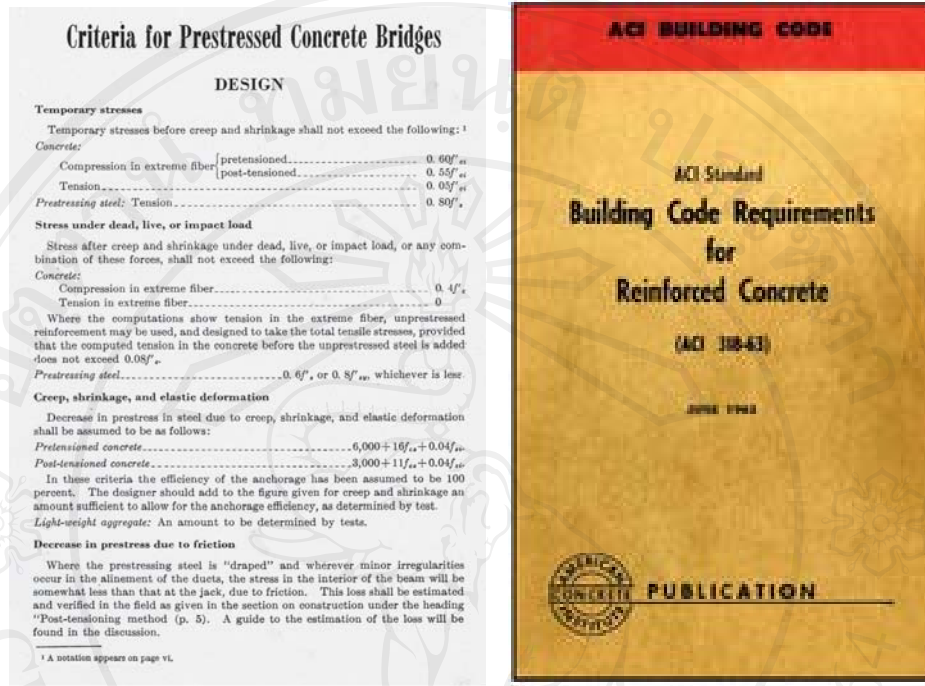 Criteria for Prestressed Concrete Bridges
DESIGN
Temporary stresses
Temporary stresses before creep and shrinkage shall not exceed the following: ¹
Concrete:
Compression in extreme fiber {pretensioned 0. 60f'ci
post-tensioned 0. 55f'ci
Tension 0. 05f'ci
Prestressing steel: Tension 0. 80f's
Stress under dead, live, or impact load
Stress after creep and shrinkage under dead, live, or impact load, or any com-
bination of these forces, shall not exceed the following:
Concrete:
Compression in extreme fiber 0. 4f'c
Tension in extreme fiber 0
Where the computations show tension in the extreme fiber, unprestressed
reinforcement may be used, and designed to take the total tensile stresses, provided
that the computed tension in the concrete before the unprestressed steel is added
does not exceed 0.08f'c.
Prestressing steel 0. 6f's or 0. 8f'sy, whichever is less
Creep, shrinkage, and elastic deformation
Decrease in prestress in steel due to creep, shrinkage, and elastic deformation
shall be assumed to be as follows:
Pretensioned concrete 6,000+16fcs+0.04fsi.
Post-tensioned concrete 3,000+11fcs+0.04fsi.
In these criteria the efficiency of the anchorage has been assumed to be 100
percent. The designer should add to the figure given for creep and shrinkage an
amount sufficient to allow for the anchorage efficiency, as determined by test.
Light-weight aggregate: An amount to be determined by tests.
Decrease in prestress due to friction
Where the prestressing steel is "draped" and wherever minor irregularities
occur in the alinement of the ducts, the stress in the interior of the beam will be
somewhat less than that at the jack, due to friction. This loss shall be estimated
and verified in the field as given in the section on construction under the heading
"Post-tensioning method (p. 5). A guide to the estimation of the loss will be
found in the discussion.
¹ A notation appears on page vi.
ACI BUILDING CODE
ACI Standard
Building Code Requirements
for
Reinforced Concrete
(ACI 318-63)
JUNE 1963
AMERICAN CONCRETE INSTITUTE
PUBLICATION